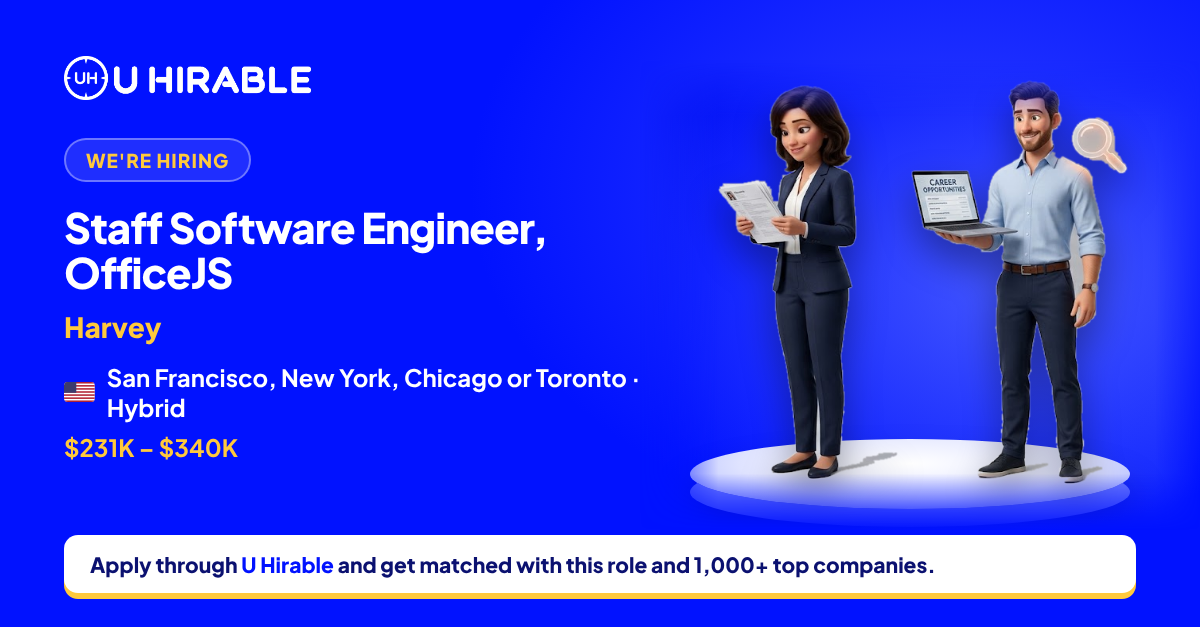 UH U HIRABLE
WE'RE HIRING
Staff Software Engineer,
OfficeJS
Harvey
San Francisco, New York, Chicago or Toronto ·
Hybrid
$231K – $340K
CAREER
OPPORTUNITIES
Apply through U Hirable and get matched with this role and 1,000+ top companies.